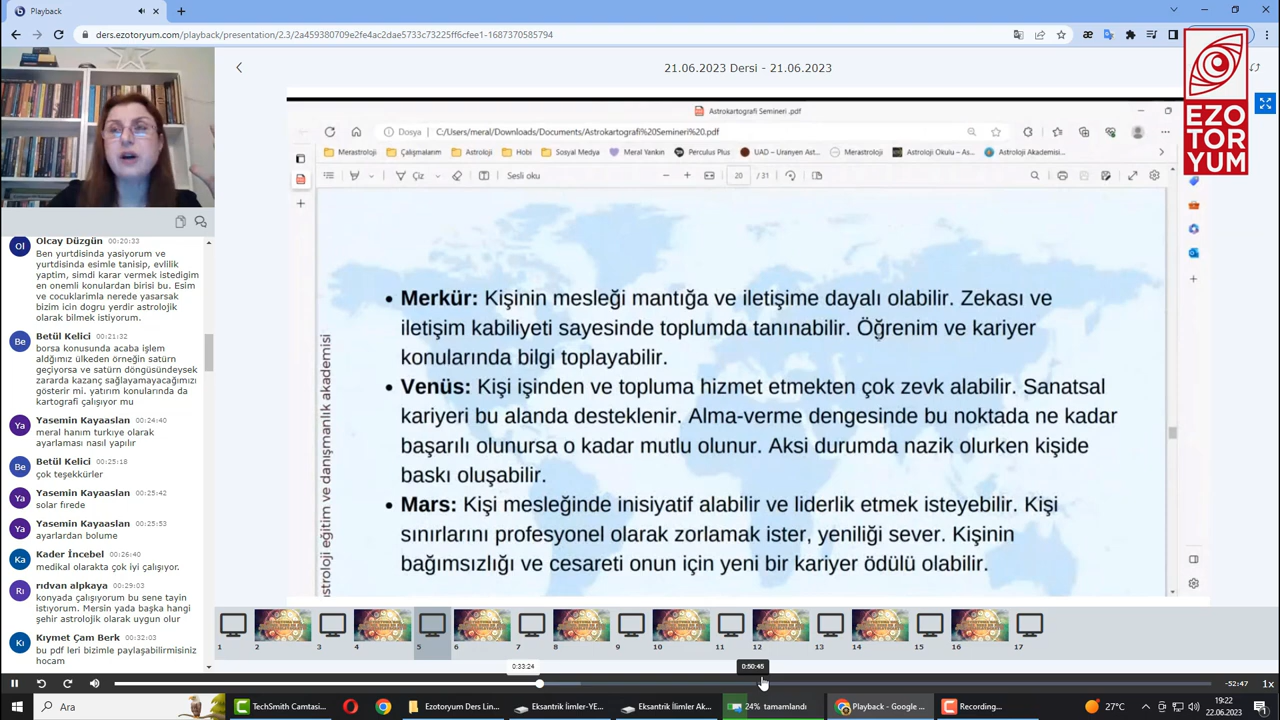 Playback
ders.ezotoryum.com/playback/presentation/2.3/2a459380709e2fe4ac2dae5733c73225ff6cfee1-1687370585794
21.06.2023 Dersi - 21.06.2023
EZO
TOR
YUM
Astrokartografi Semineri .pdf
Dosya
C:/Users/meral/Downloads/Documents/Astrokartografi%20Semineri%20.pdf
Merastroloji
Çalışmalarım
Astroloji
Hobi
Sosyal Medya
Meral Yankın
Perculus Plus
UAD – Uranyen Ast...
Merastroloji
Astroloji Okulu – As...
Astroloji Akademisi...
Çiz
Sesli oku
20 / 31
Olcay Düzgün 00:20:33
Ben yurtdisinda yasiyorum ve
yurtdisinda esimle tanisip, evlilik
yaptim, simdi karar vermek istedigim
en onemli konulardan birisi bu. Esim
ve cocuklarimla nerede yasarsak
bizim icin dogru yerdir astrolojik
olarak bilmek istiyorum.
Betül Kelici 00:21:32
borsa konusunda acaba işlem
aldğımız ülkeden örneğin satürn
geçiyorsa ve satürn döngüsündeysek
zararda kazanç sağlayamayacağımızı
gösterir mi. yatırım konularında da
kartografi çalışıyor mu
Yasemin Kayaaslan 00:24:40
meral hanım turkıye olarak
ayarlaması nasıl yapılır
Betül Kelici 00:25:18
çok teşekkürler
Yasemin Kayaaslan 00:25:42
solar fırede
Yasemin Kayaaslan 00:25:53
ayarlardan bolume
Kader İncebel 00:26:40
medikal olarakta çok iyi çalışıyor.
rıdvan alpkaya 00:29:03
konyada çalışıyorum bu sene tayin
istıyorum. Mersin yada başka hangi
şehir astrolojik olarak uygun olur
Kıymet Çam Berk 00:32:03
bu pdf leri bizimle paylaşabilirmisiniz
hocam
astroloji eğitim ve danışmanlık akademisi
• Merkür: Kişinin mesleği mantığa ve iletişime dayalı olabilir. Zekası ve
iletişim kabiliyeti sayesinde toplumda tanınabilir. Öğrenim ve kariyer
konularında bilgi toplayabilir.
• Venüs: Kişi işinden ve topluma hizmet etmekten çok zevk alabilir. Sanatsal
kariyeri bu alanda desteklenir. Alma-verme dengesinde bu noktada ne kadar
başarılı olunursa o kadar mutlu olunur. Aksi durumda nazik olurken kişide
baskı oluşabilir.
• Mars: Kişi mesleğinde inisiyatif alabilir ve liderlik etmek isteyebilir. Kişi
sınırlarını profesyonel olarak zorlamak ister, yeniliği sever. Kişinin
bağımsızlığı ve cesareti onun için yeni bir kariyer ödülü olabilir.
1 2 3 4 5 6 7 8 9 10 11 12 13 14 15 16 17
0:33:24
0:50:45
-52:47
1x
Ara
TechSmith Camtasi...
Ezotoryum Ders Lin...
Eksantrik İlimler-YE...
Eksantrik İlimler Ak...
24% tamamlandı
Playback - Google ...
Recording...
27°C
19:22
22.06.2023